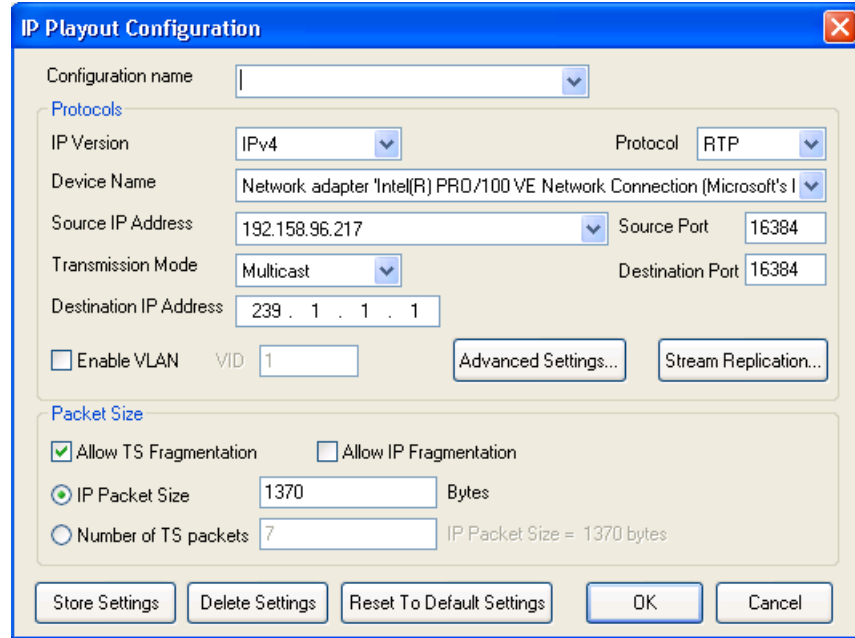 IP Playout Configuration
Configuration name
Protocols
IP Version IPv4 Protocol RTP
Device Name Network adapter 'Intel(R) PRO/100 VE Network Connection (Microsoft's I
Source IP Address 192.158.96.217 Source Port 16384
Transmission Mode Multicast Destination Port 16384
Destination IP Address 239 . 1 . 1 . 1
Enable VLAN VID 1 Advanced Settings... Stream Replication...
Packet Size
Allow TS Fragmentation Allow IP Fragmentation
IP Packet Size 1370 Bytes
Number of TS packets 7 IP Packet Size = 1370 bytes
Store Settings Delete Settings Reset To Default Settings OK Cancel